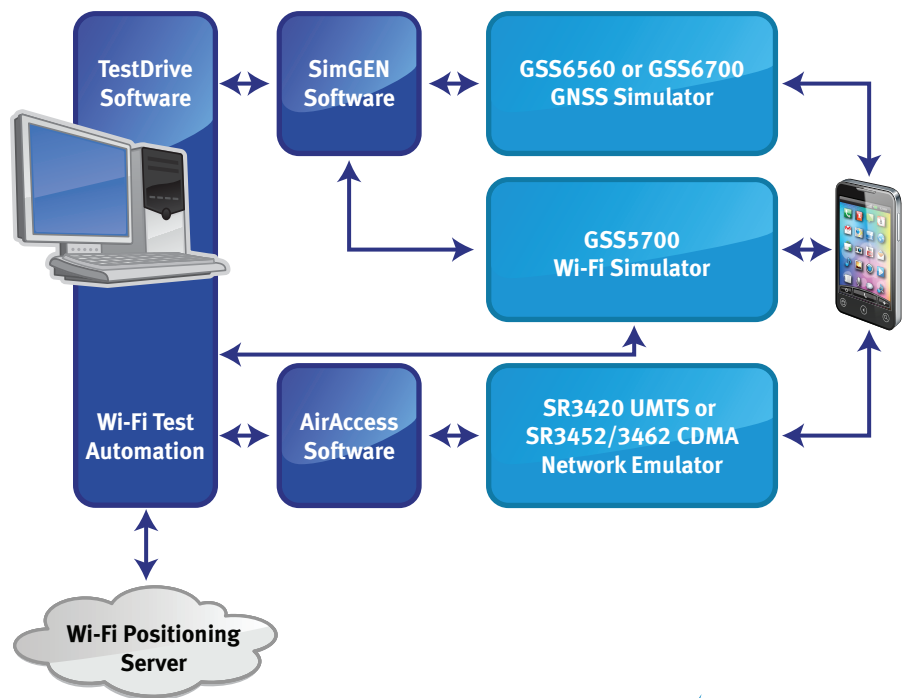 TestDrive
Software
SimGEN
Software
GSS6560 or GSS6700
GNSS Simulator
GSS5700
Wi-Fi Simulator
Wi-Fi Test
Automation
AirAccess
Software
SR3420 UMTS or
SR3452/3462 CDMA
Network Emulator
Wi-Fi Positioning
Server